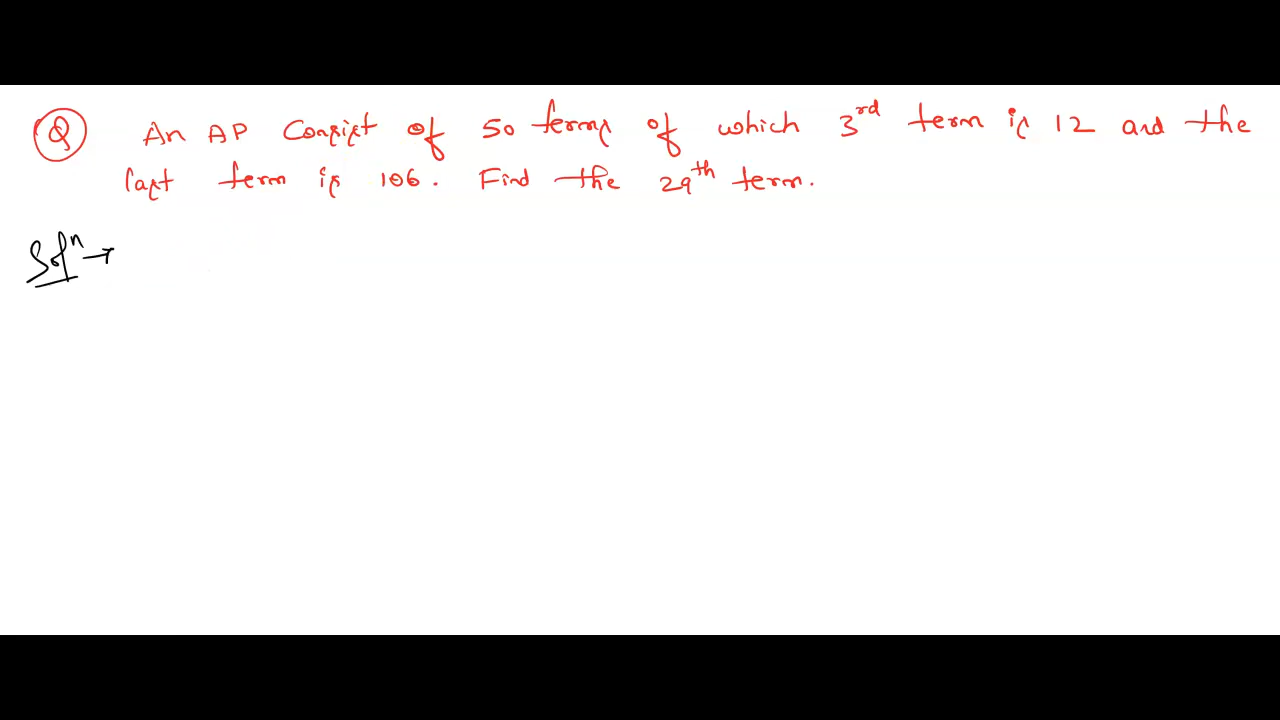 Q An AP Consist of 50 terms of which 3rd term is 12 and the
last term is 106. Find the 29th term.
Solⁿ →